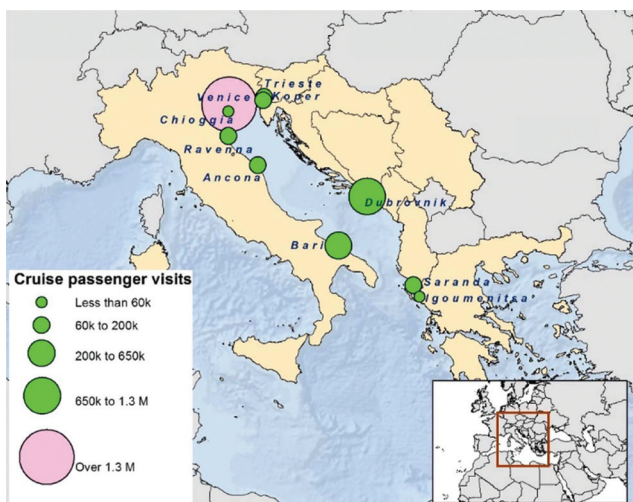 Trieste
Venice Koper
Chioggia
Ravenna
Ancona
Dubrovnik
Bari
Saranda
Igoumenitsa
Cruise passenger visits
Less than 60k
60k to 200k
200k to 650k
650k to 1.3 M
Over 1.3 M